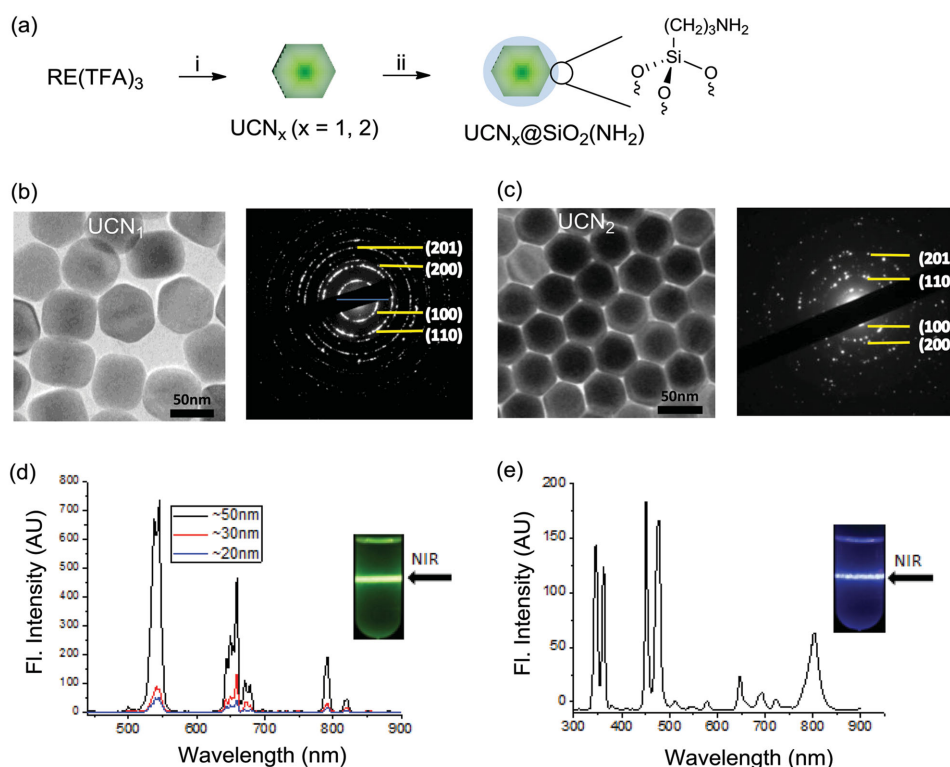 (a)
(CH2)3NH2
i
ii
Si
RE(TFA)3
O
O
O
UCNx (x = 1, 2)
UCNx@SiO2(NH2)
(b)
(c)
UCN1
(201)
(200)
(100)
(110)
50nm
UCN2
(201)
(110)
(100)
(200)
50nm
(d)
(e)
800
700
600
500
400
300
200
100
0
Fl. Intensity (AU)
~50nm
~30nm
~20nm
NIR
500 600 700 800 900
Wavelength (nm)
200
150
100
50
0
Fl. Intensity (AU)
NIR
300 400 500 600 700 800 900
Wavelength (nm)